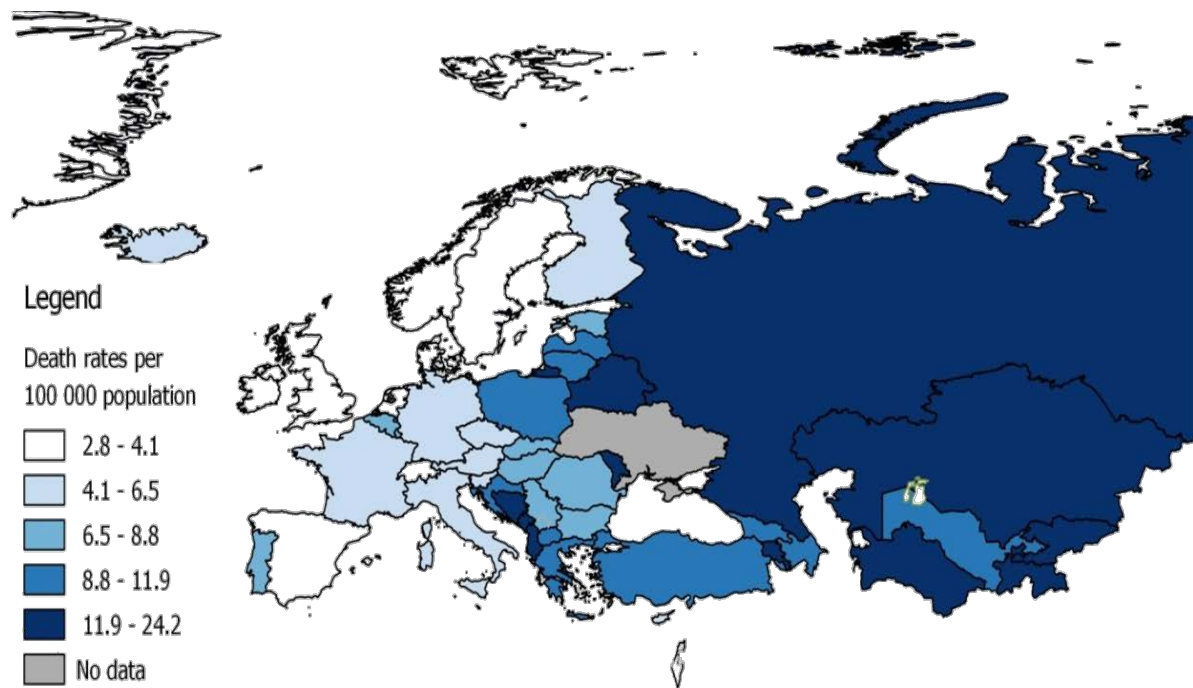 Legend
Death rates per
100 000 population
2.8 - 4.1
4.1 - 6.5
6.5 - 8.8
8.8 - 11.9
11.9 - 24.2
No data